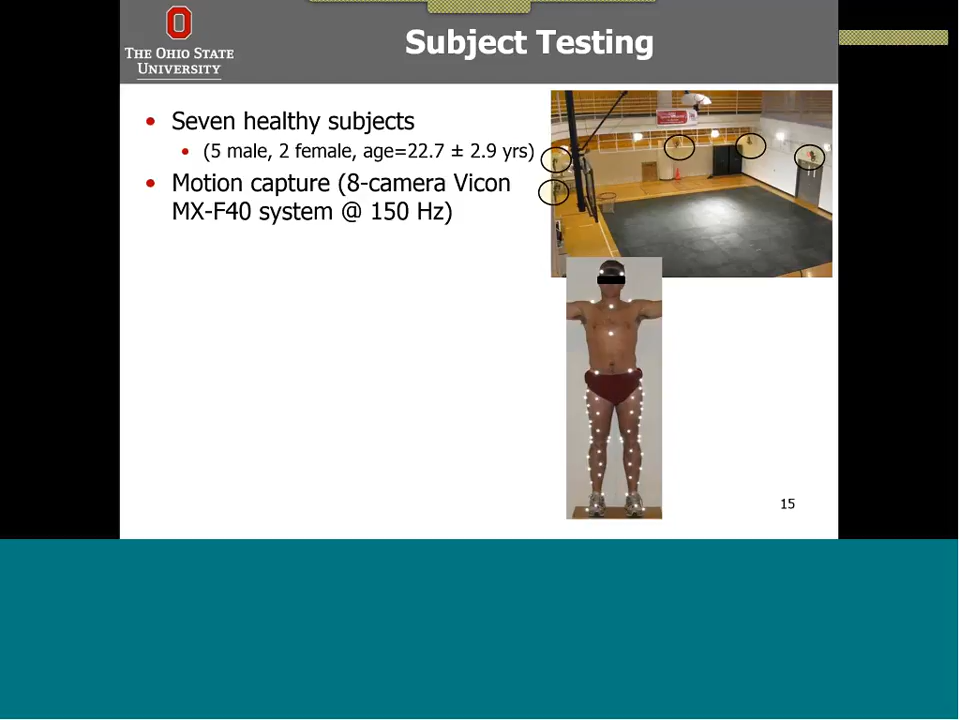 THE OHIO STATE
UNIVERSITY
Subject Testing
• Seven healthy subjects
• (5 male, 2 female, age=22.7 ± 2.9 yrs)
• Motion capture (8-camera Vicon
MX-F40 system @ 150 Hz)
15